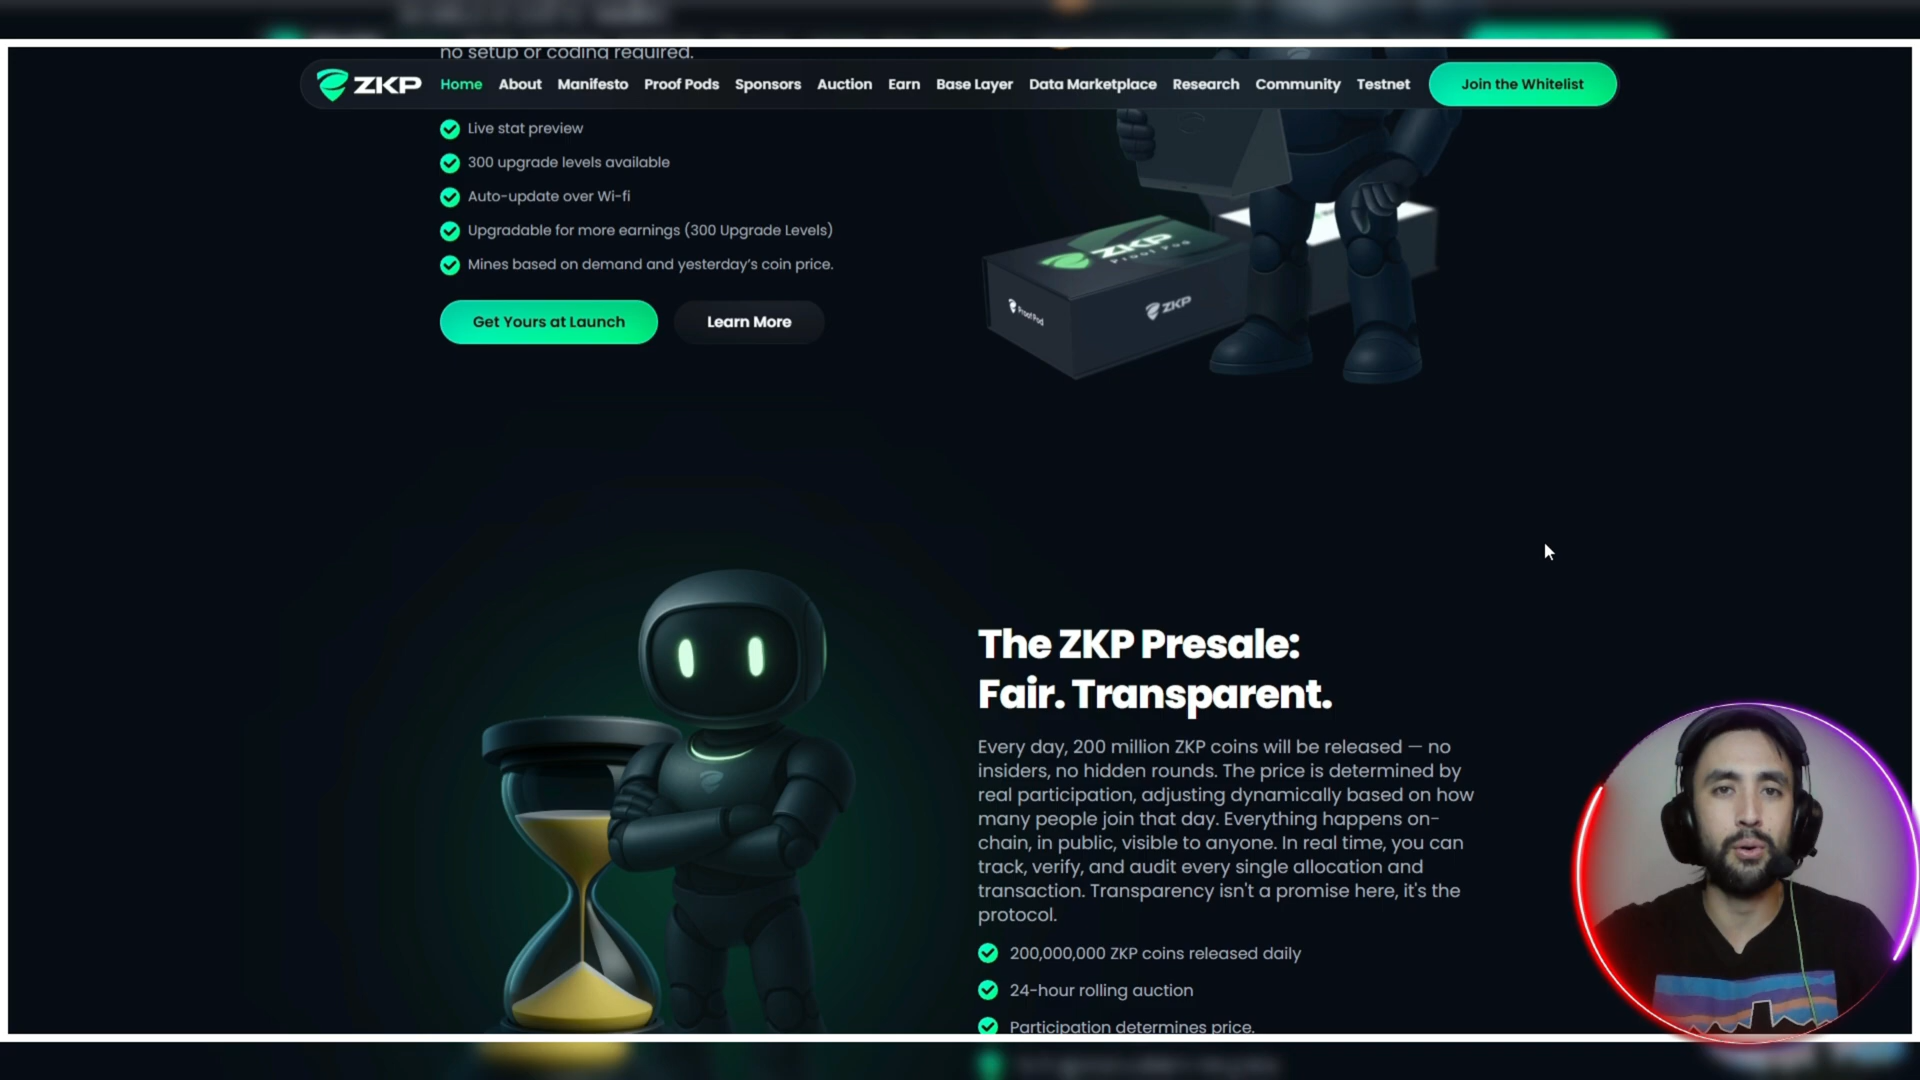 no setup or coding required.
ZKP Home About Manifesto Proof Pods Sponsors Auction Earn Base Layer Data Marketplace Research Community Testnet Join the Whitelist
Live stat preview
300 upgrade levels available
Auto-update over Wi-fi
Upgradable for more earnings (300 Upgrade Levels)
Mines based on demand and yesterday's coin price.
Get Yours at Launch Learn More
ZKP
Proof Pod
Proof Pod
ZKP
The ZKP Presale:
Fair. Transparent.
Every day, 200 million ZKP coins will be released — no
insiders, no hidden rounds. The price is determined by
real participation, adjusting dynamically based on how
many people join that day. Everything happens on-
chain, in public, visible to anyone. In real time, you can
track, verify, and audit every single allocation and
transaction. Transparency isn't a promise here, it's the
protocol.
200,000,000 ZKP coins released daily
24-hour rolling auction
Participation determines price.